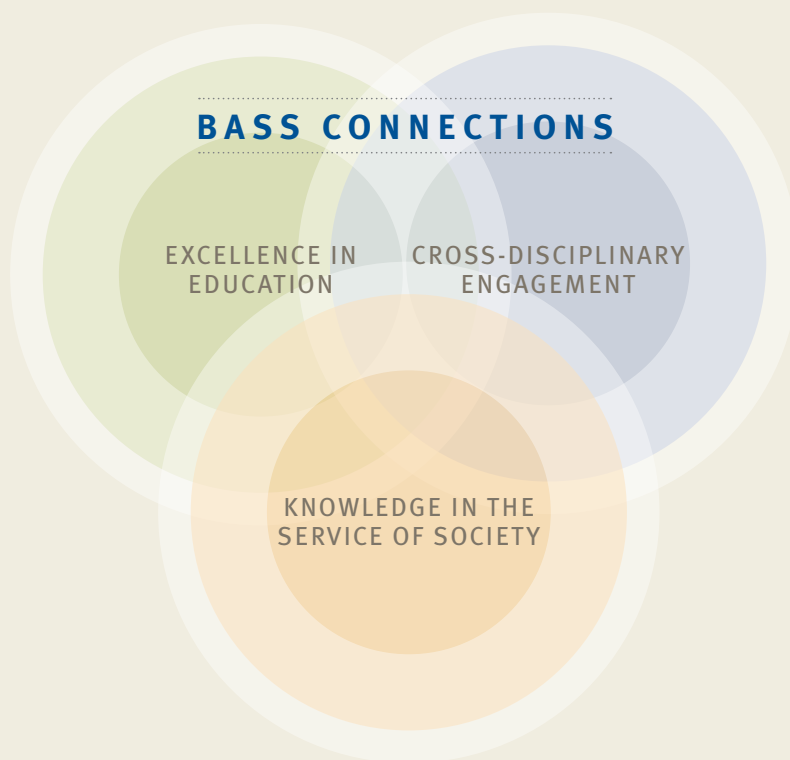 BASS CONNECTIONS
EXCELLENCE IN
EDUCATION
CROSS-DISCIPLINARY
ENGAGEMENT
KNOWLEDGE IN THE
SERVICE OF SOCIETY